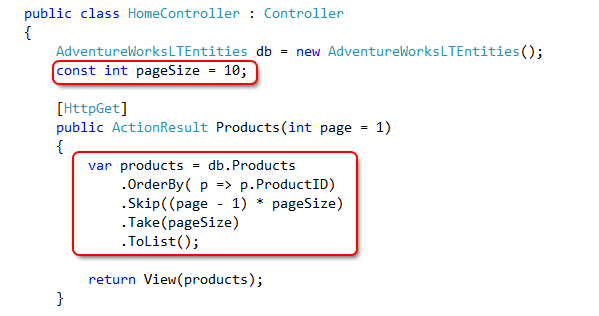 public class HomeController : Controller
{
    AdventureWorksLTEntities db = new AdventureWorksLTEntities();
    const int pageSize = 10;

    [HttpGet]
    public ActionResult Products(int page = 1)
    {
        var products = db.Products
            .OrderBy( p => p.ProductID)
            .Skip((page - 1) * pageSize)
            .Take(pageSize)
            .ToList();

        return View(products);
    }